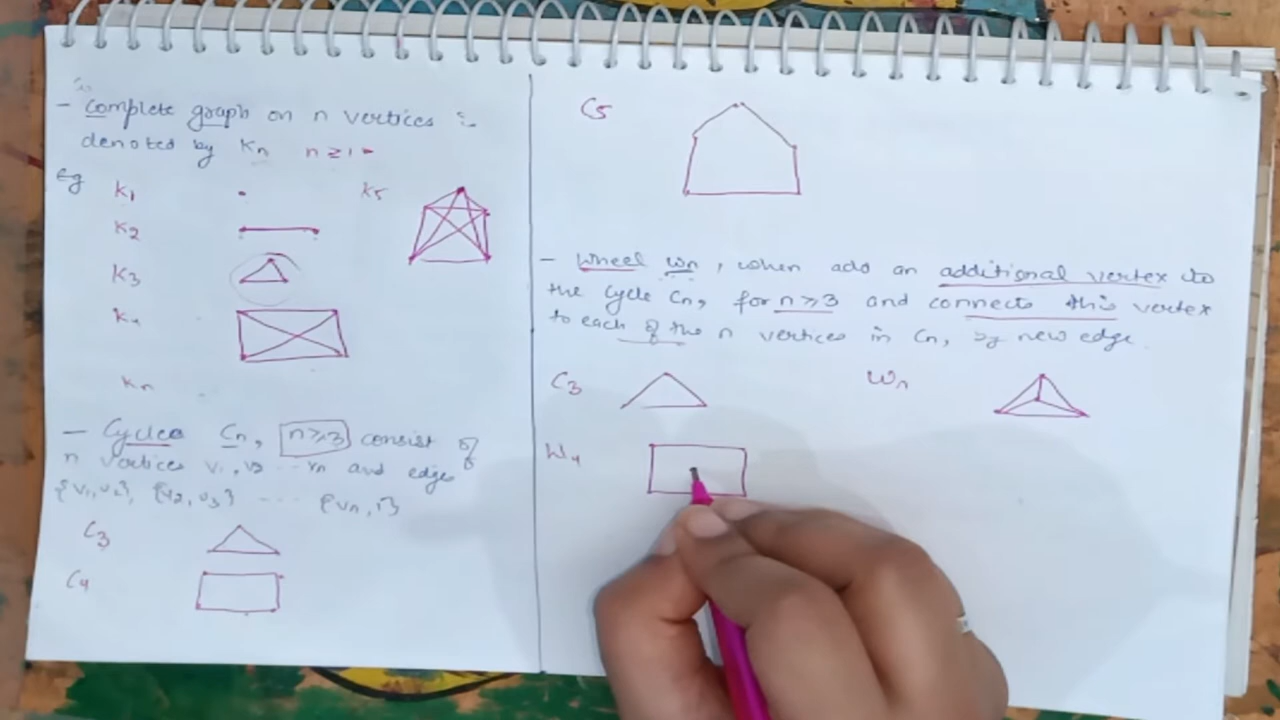 - Complete graph on n vertices :-
denoted by Kn n ≥ 1 -
eg K1 K5
K2
K3
K4
Kn
- Cycles Cn, n≥3 consist of
n vertices v1, v2 ... vn and edges
{v1,v2}, {v2,v3} ... {vn,1}
C3
C4
C5
- Wheel wn, when add an additional vertex to
the cycle Cn, for n≥3 and connects this vertex
to each of the n vertices in Cn, by new edge.
C3 Wn
W4